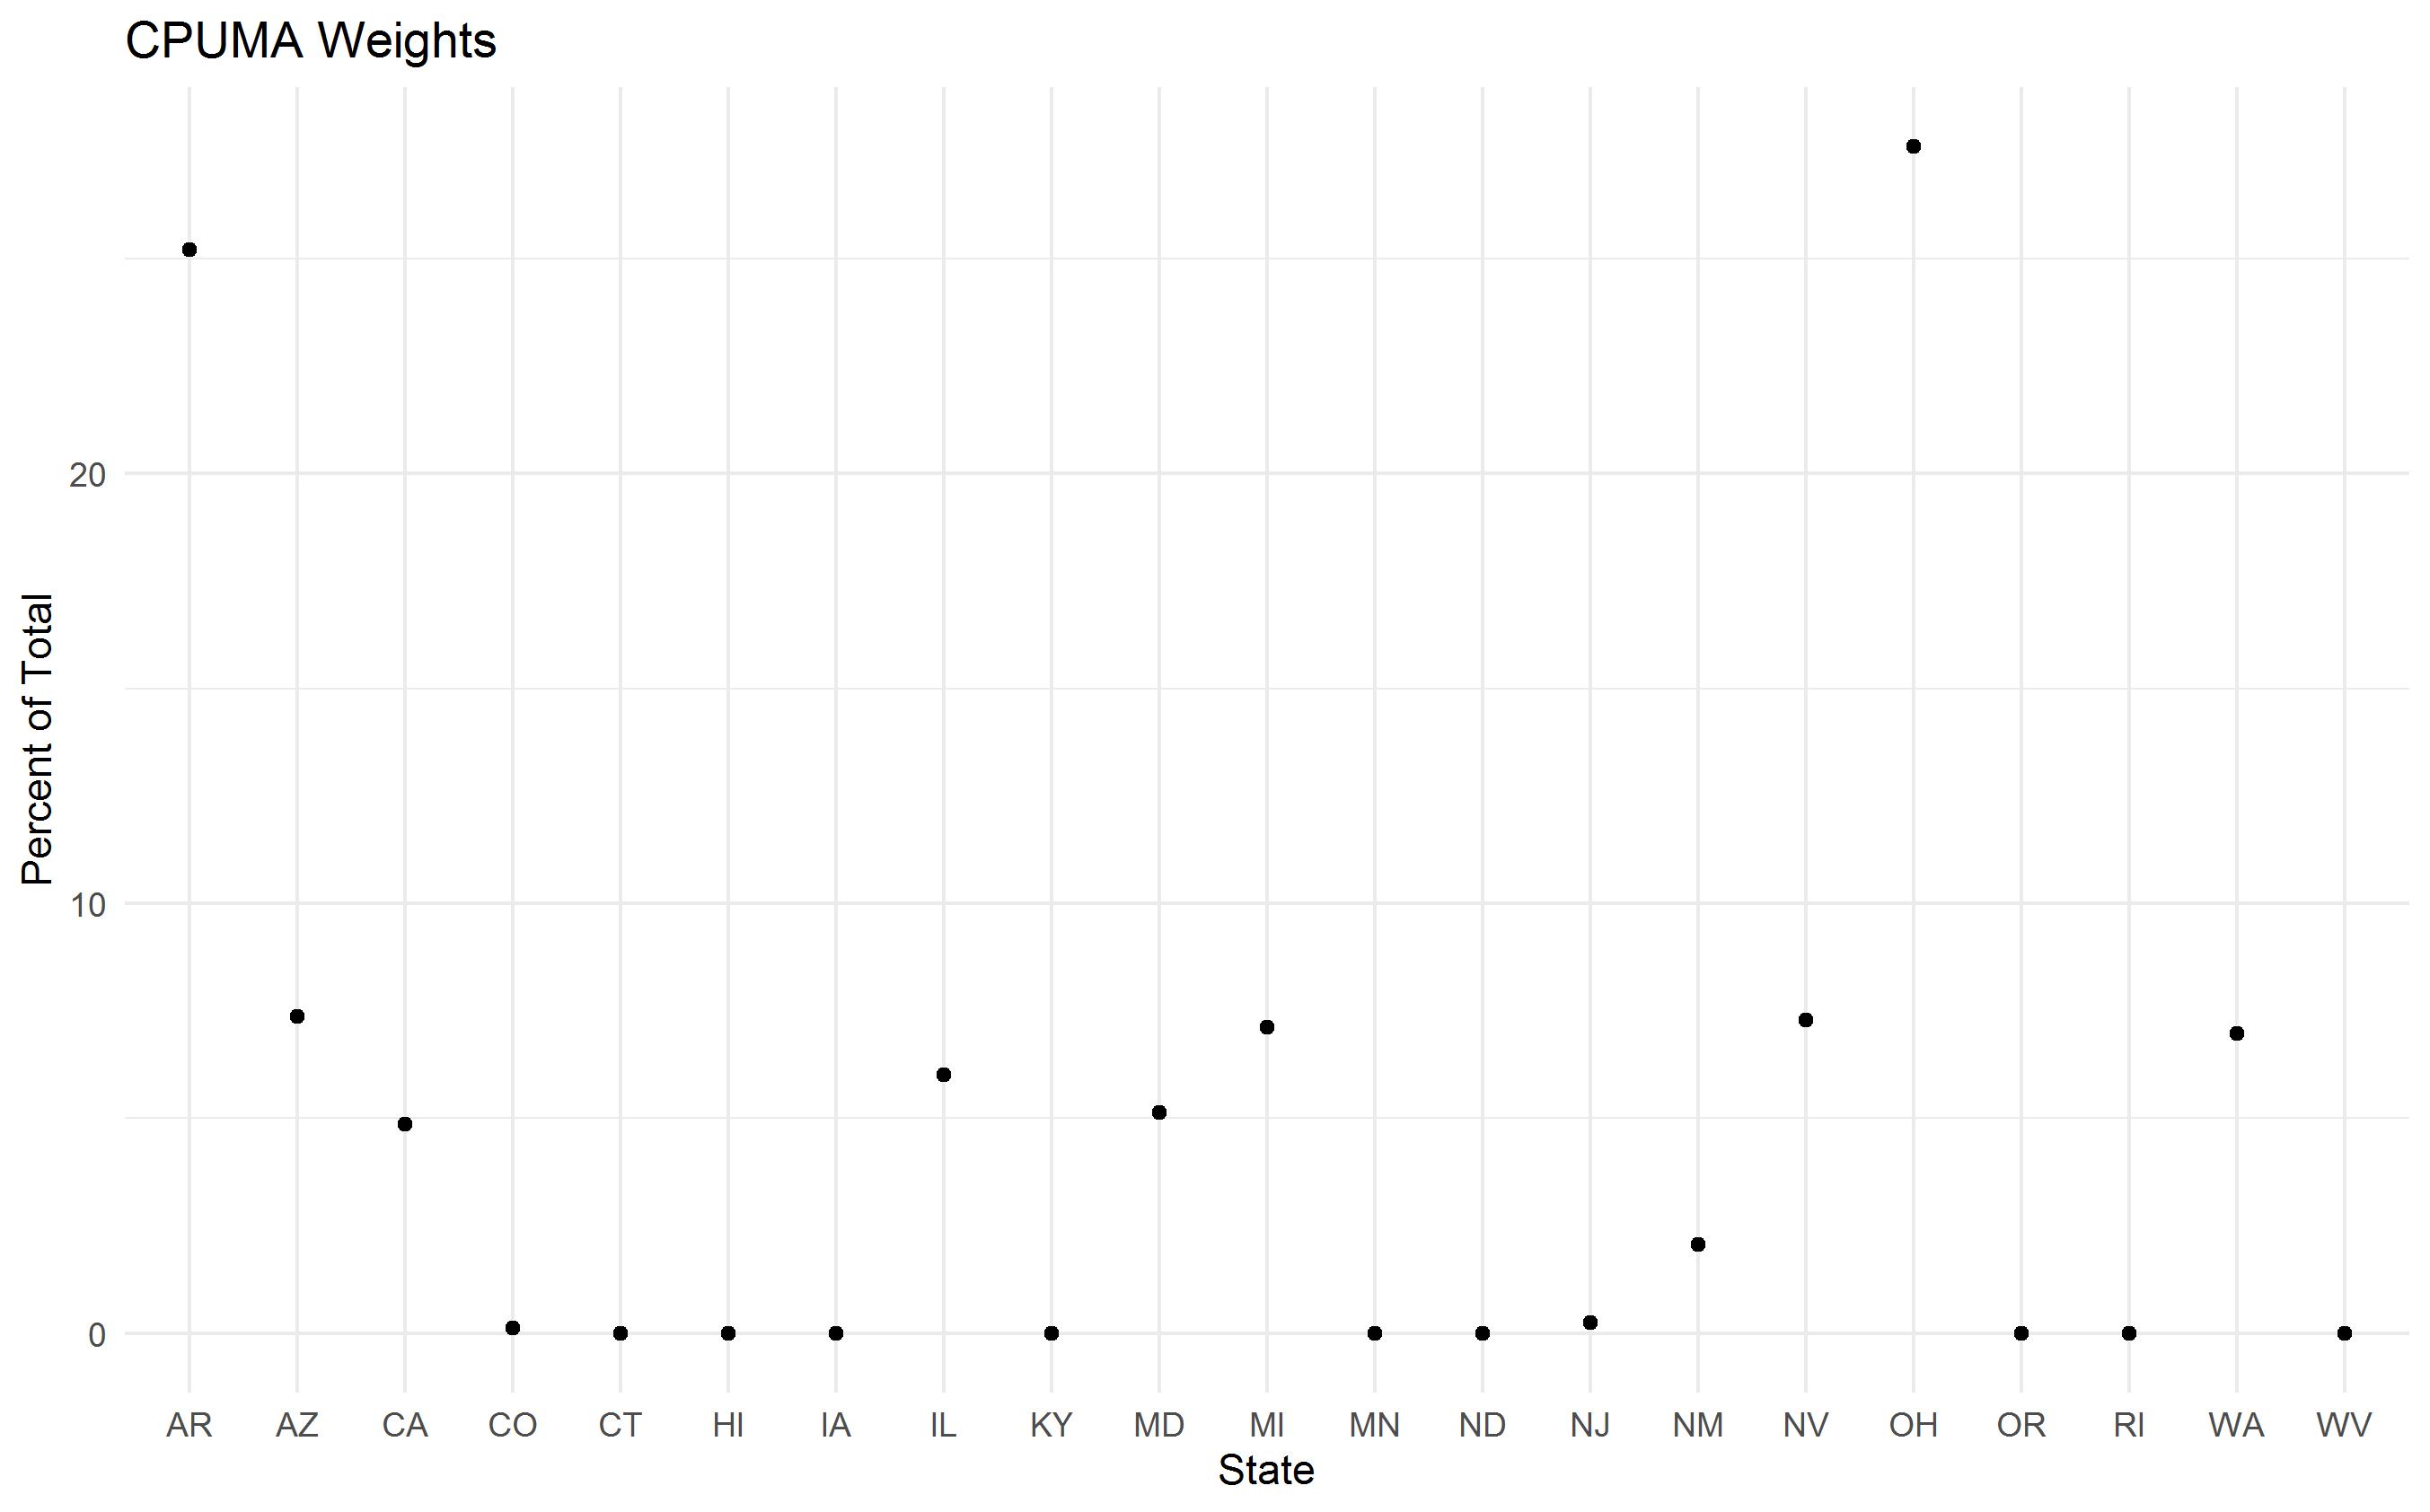 CPUMA Weights
Percent of Total
20
10
0
AR AZ CA CO CT HI IA IL KY MD MI MN ND NJ NM NV OH OR RI WA WV
State